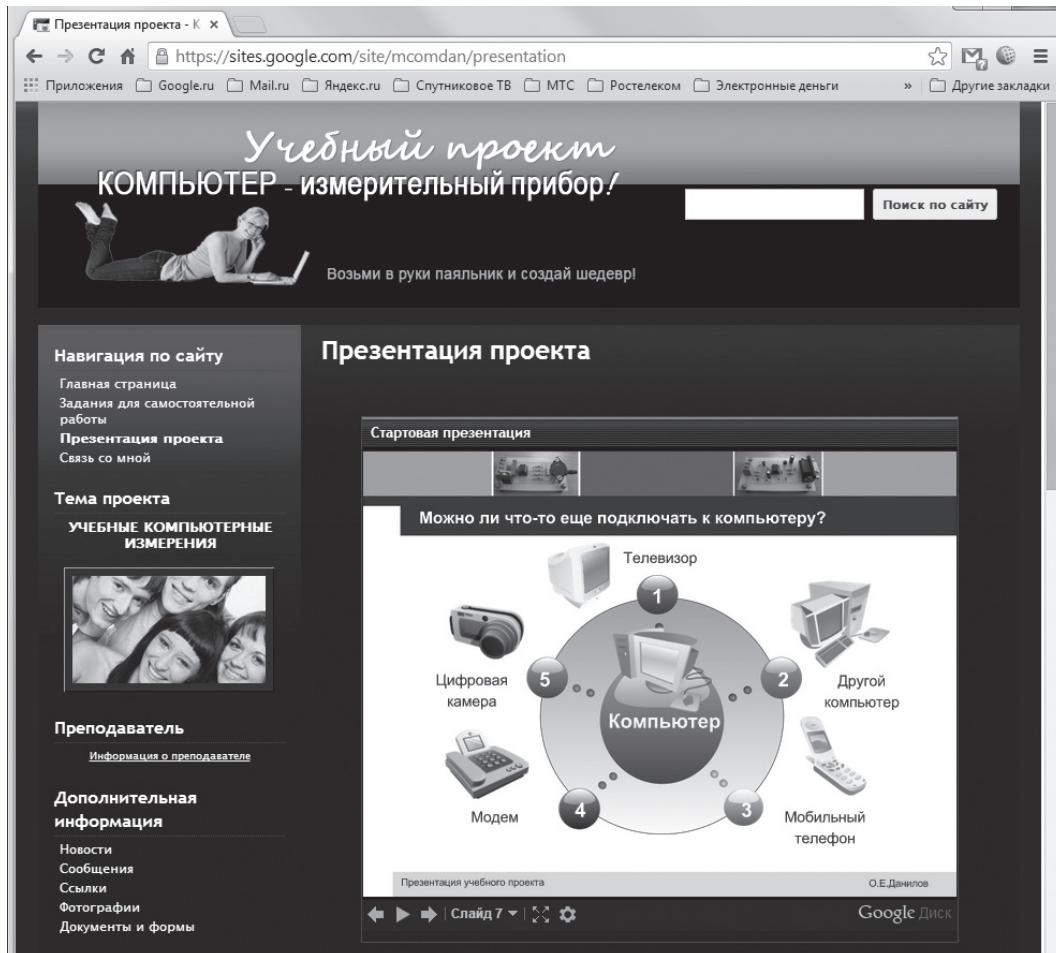 Презентация проекта - К
https://sites.google.com/site/mcomdan/presentation
Приложения Google.ru Mail.ru Яндекс.ru Спутниковое ТВ МТС Ростелеком Электронные деньги » Другие закладки
Учебный проект
КОМПЬЮТЕР - измерительный прибор!
Поиск по сайту
Возьми в руки паяльник и создай шедевр!
Навигация по сайту
Главная страница
Задания для самостоятельной
работы
Презентация проекта
Связь со мной
Тема проекта
УЧЕБНЫЕ КОМПЬЮТЕРНЫЕ
ИЗМЕРЕНИЯ
Преподаватель
Информация о преподавателе
Дополнительная
информация
Новости
Сообщения
Ссылки
Фотографии
Документы и формы
Презентация проекта
Стартовая презентация
Можно ли что-то еще подключать к компьютеру?
Телевизор
1
Цифровая
камера
5
2
Другой
компьютер
Компьютер
Модем
4
3
Мобильный
телефон
Презентация учебного проекта О.Е.Данилов
Слайд 7 Google Диск